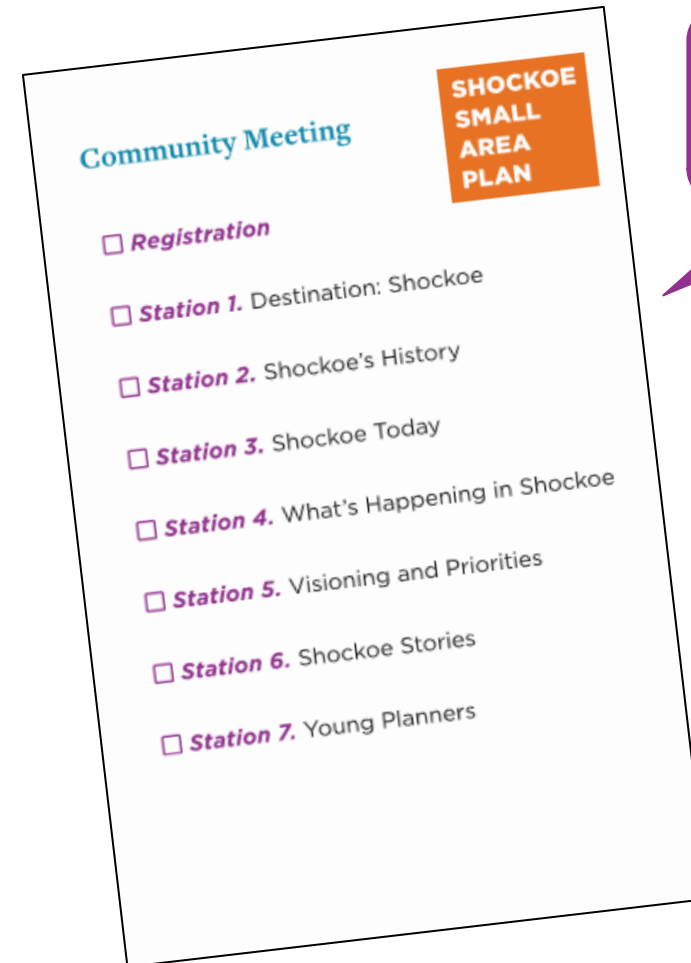 Community Meeting
SHOCKOE
SMALL
AREA
PLAN
Registration
Station 1. Destination: Shockoe
Station 2. Shockoe's History
Station 3. Shockoe Today
Station 4. What's Happening in Shockoe
Station 5. Visioning and Priorities
Station 6. Shockoe Stories
Station 7. Young Planners